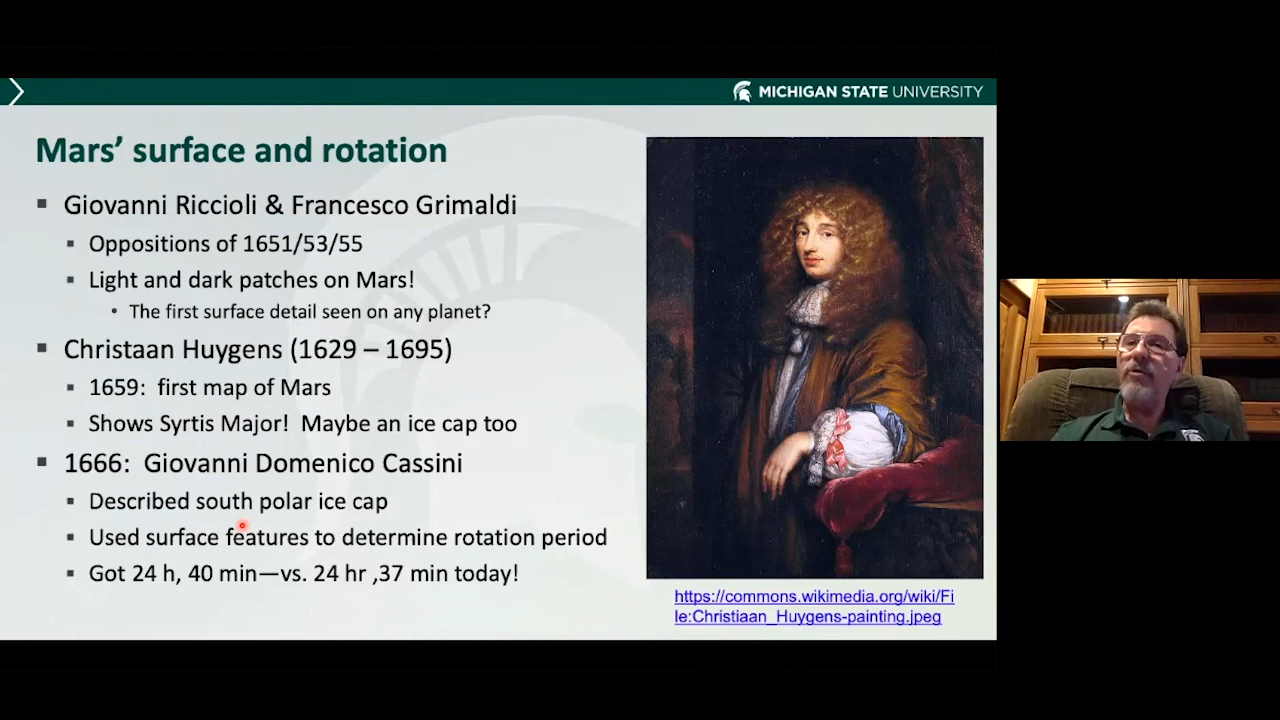 MICHIGAN STATE UNIVERSITY
Mars' surface and rotation
Giovanni Riccioli & Francesco Grimaldi
Oppositions of 1651/53/55
Light and dark patches on Mars!
The first surface detail seen on any planet?
Christaan Huygens (1629 – 1695)
1659: first map of Mars
Shows Syrtis Major! Maybe an ice cap too
1666: Giovanni Domenico Cassini
Described south polar ice cap
Used surface features to determine rotation period
Got 24 h, 40 min—vs. 24 hr ,37 min today!
https://commons.wikimedia.org/wiki/Fi
le:Christiaan_Huygens-painting.jpeg